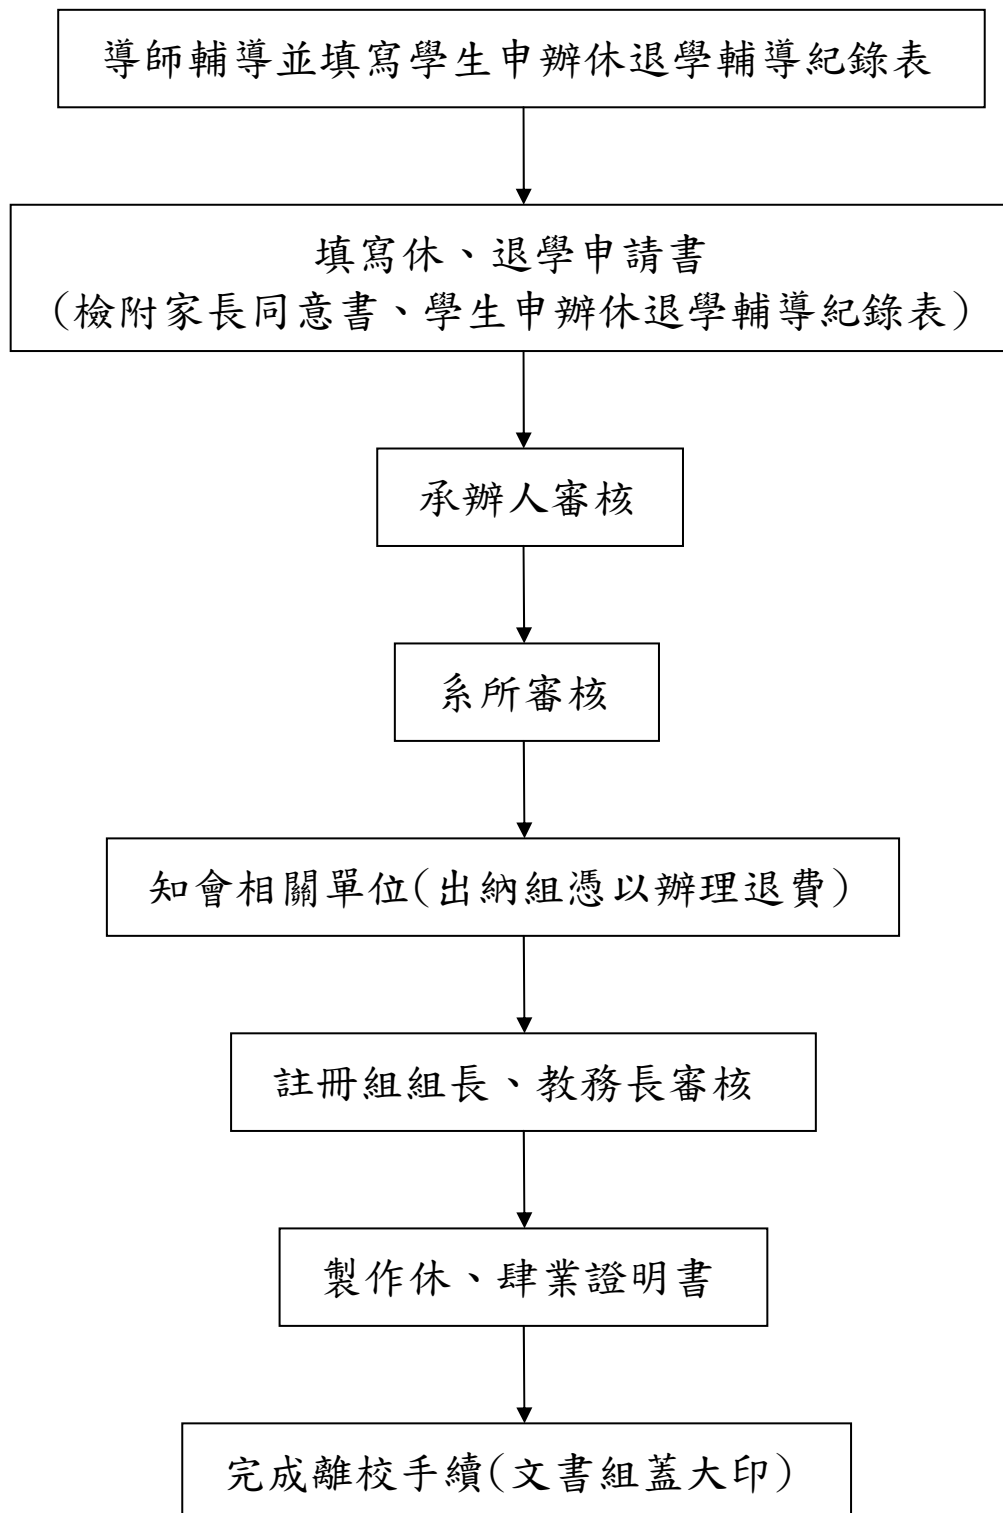 導師輔導並填寫學生申辦休退學輔導紀錄表
填寫休、退學申請書
(檢附家長同意書、學生申辦休退學輔導紀錄表)
承辦人審核
系所審核
知會相關單位(出納組憑以辦理退費)
註冊組組長、教務長審核
製作休、肆業證明書
完成離校手續(文書組蓋大印)